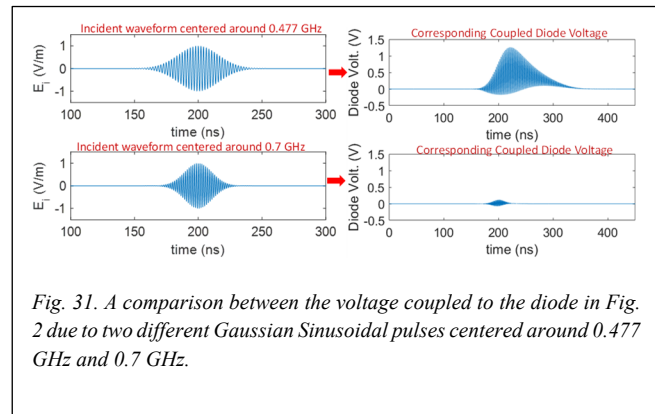 Incident waveform centered around 0.477 GHz
E_i (V/m)
1
0
-1
100 150 200 250 300
time (ns)
Corresponding Coupled Diode Voltage
Diode Volt. (V)
1.5
1
0.5
0
-0.5
0 100 200 300 400
time (ns)
Incident waveform centered around 0.7 GHz
E_i (V/m)
1
0
-1
100 150 200 250 300
time (ns)
Corresponding Coupled Diode Voltage
Diode Volt. (V)
1.5
1
0.5
0
-0.5
0 100 200 300 400
time (ns)
Fig. 31. A comparison between the voltage coupled to the diode in Fig.
2 due to two different Gaussian Sinusoidal pulses centered around 0.477
GHz and 0.7 GHz.